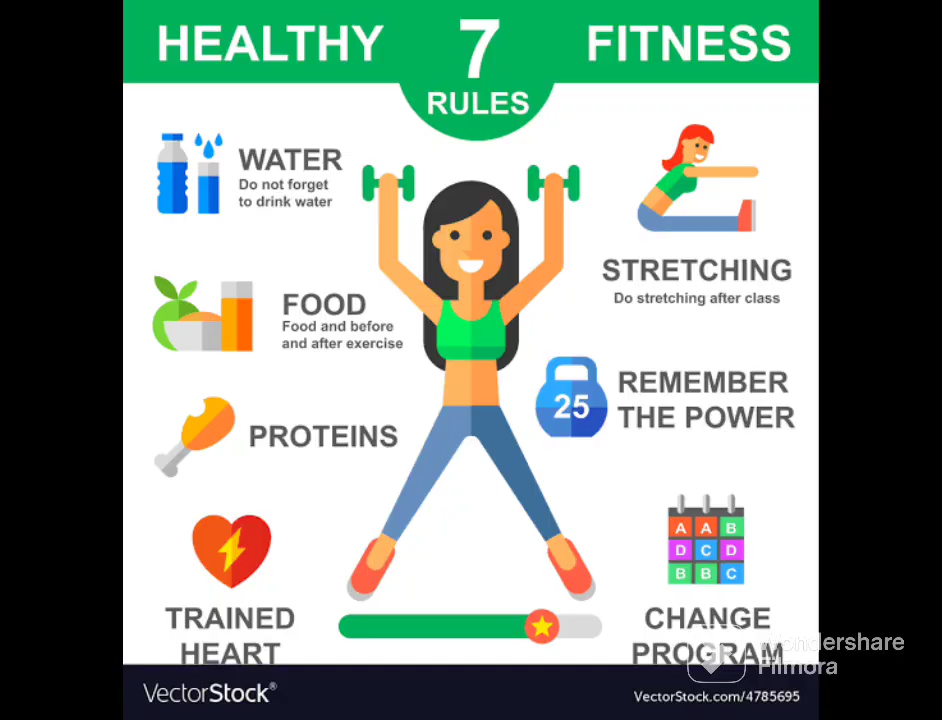 HEALTHY 7 FITNESS
RULES
WATER
Do not forget
to drink water
FOOD
Food and before
and after exercise
PROTEINS
TRAINED
HEART
STRETCHING
Do stretching after class
25
REMEMBER
THE POWER
A A B
D C D
B B C
CHANGE
PROGRAM
Wondershare
Filmora
VectorStock®
VectorStock.com/4785695